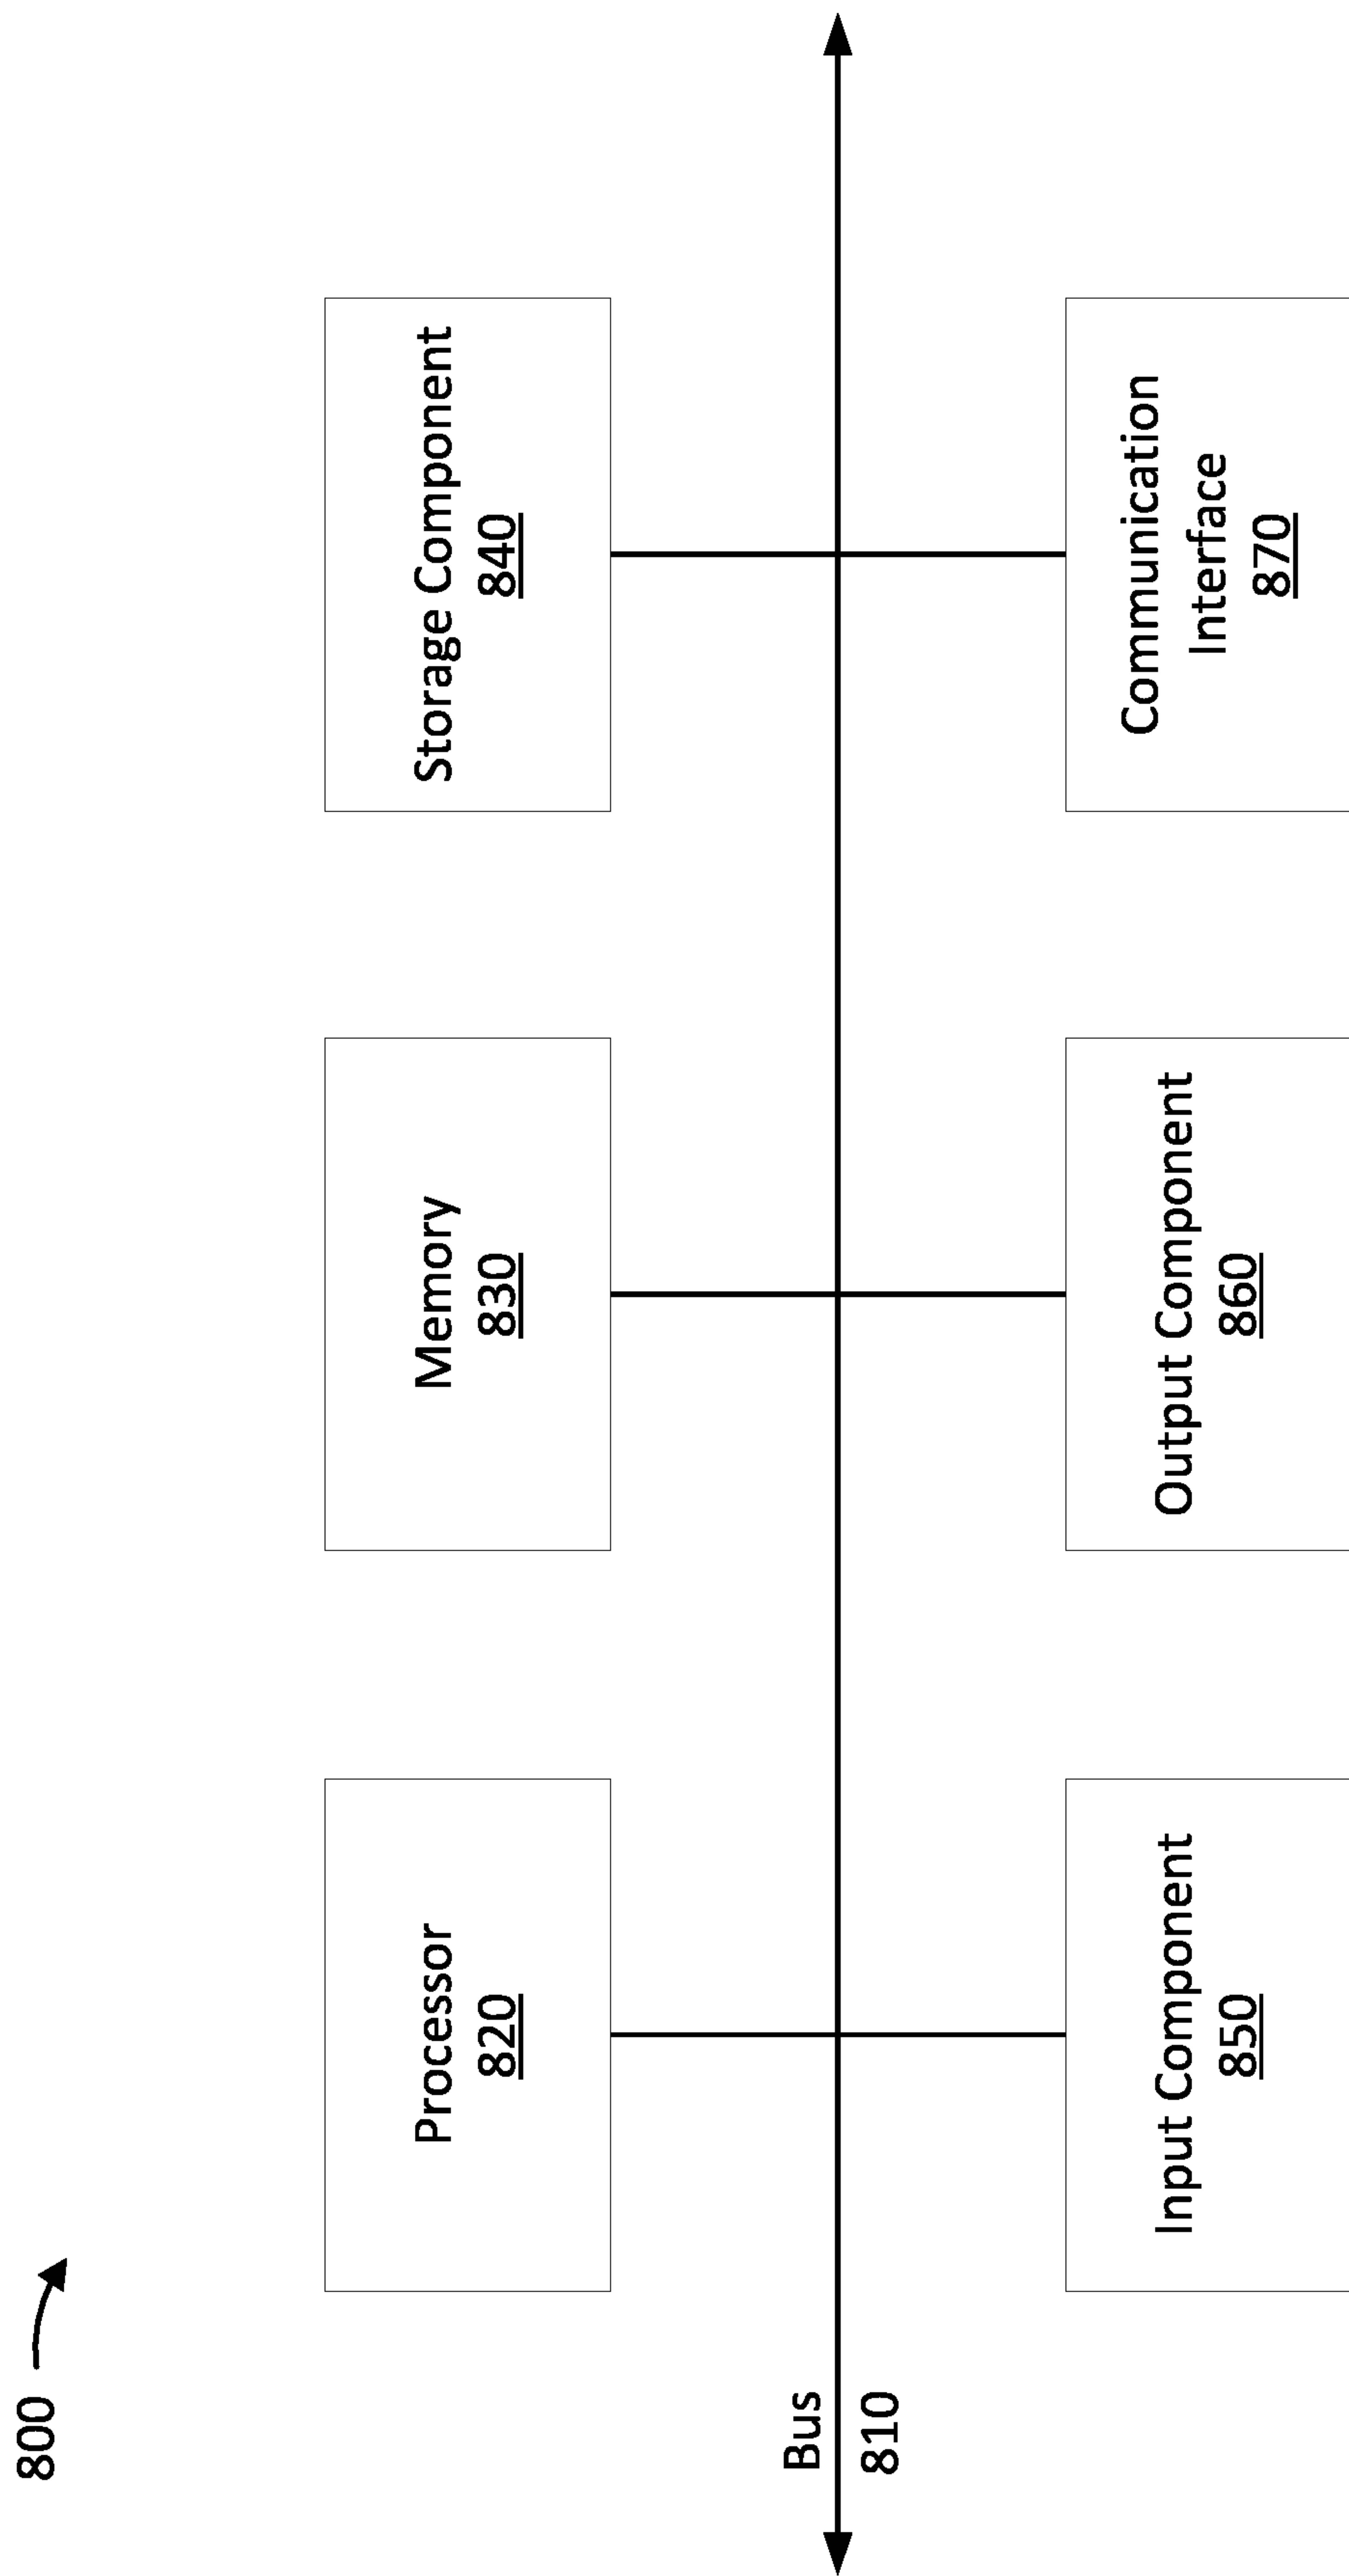 800
Processor
820
Memory
830
Storage Component
840
Bus
810
Input Component
850
Output Component
860
Communication
Interface
870